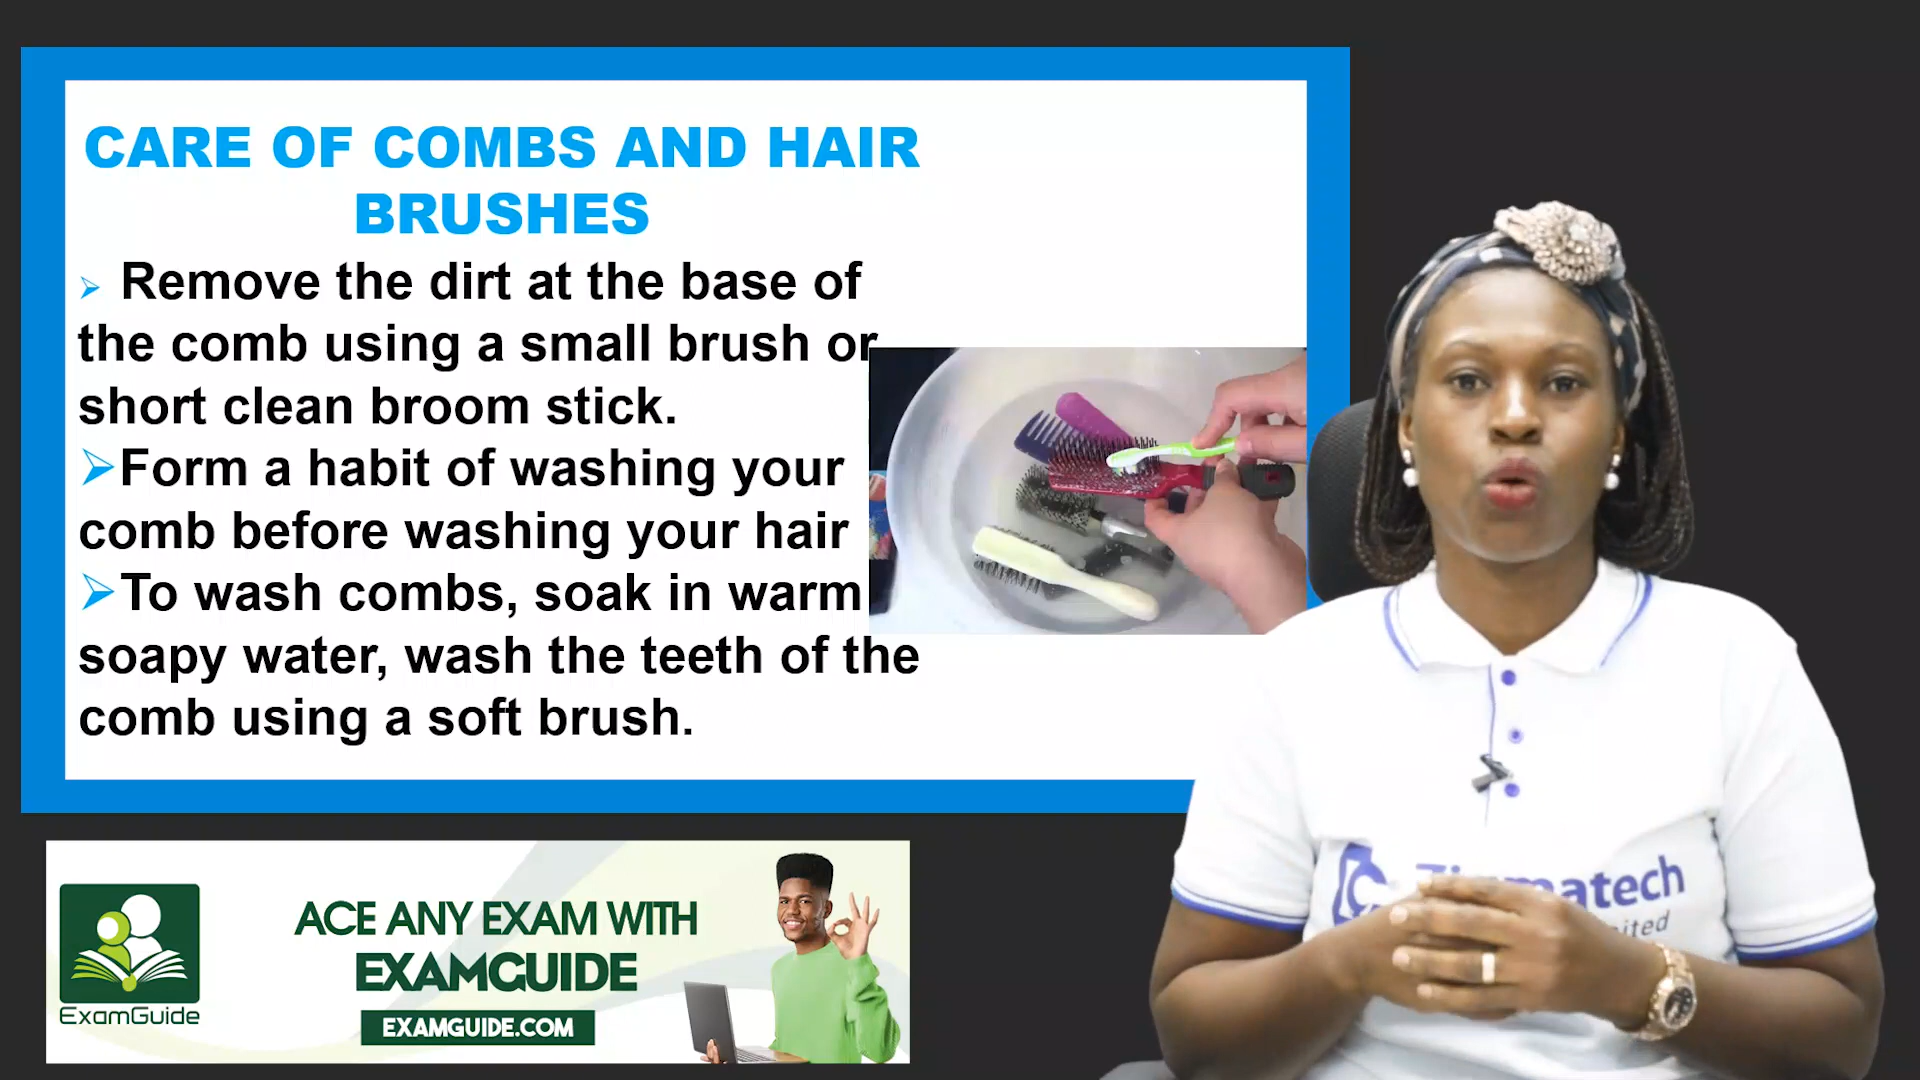 CARE OF COMBS AND HAIR
BRUSHES
➢ Remove the dirt at the base of
the comb using a small brush or
short clean broom stick.
➢Form a habit of washing your
comb before washing your hair
➢To wash combs, soak in warm
soapy water, wash the teeth of the
comb using a soft brush.
ExamGuide
ACE ANY EXAM WITH
EXAMGUIDE
EXAMGUIDE.COM